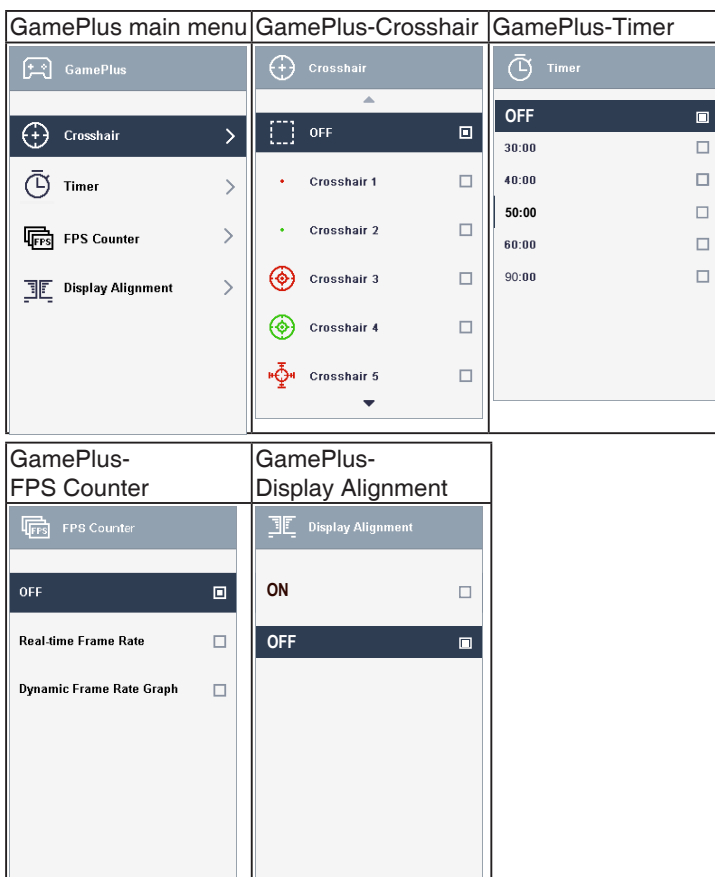 GamePlus main menu
GamePlus
Crosshair
Timer
FPS
FPS Counter
Display Alignment
GamePlus-Crosshair
Crosshair
OFF
Crosshair 1
Crosshair 2
Crosshair 3
Crosshair 4
Crosshair 5
GamePlus-Timer
Timer
OFF
30:00
40:00
50:00
60:00
90:00
GamePlus-
FPS Counter
FPS
FPS Counter
OFF
Real-time Frame Rate
Dynamic Frame Rate Graph
GamePlus-
Display Alignment
Display Alignment
ON
OFF